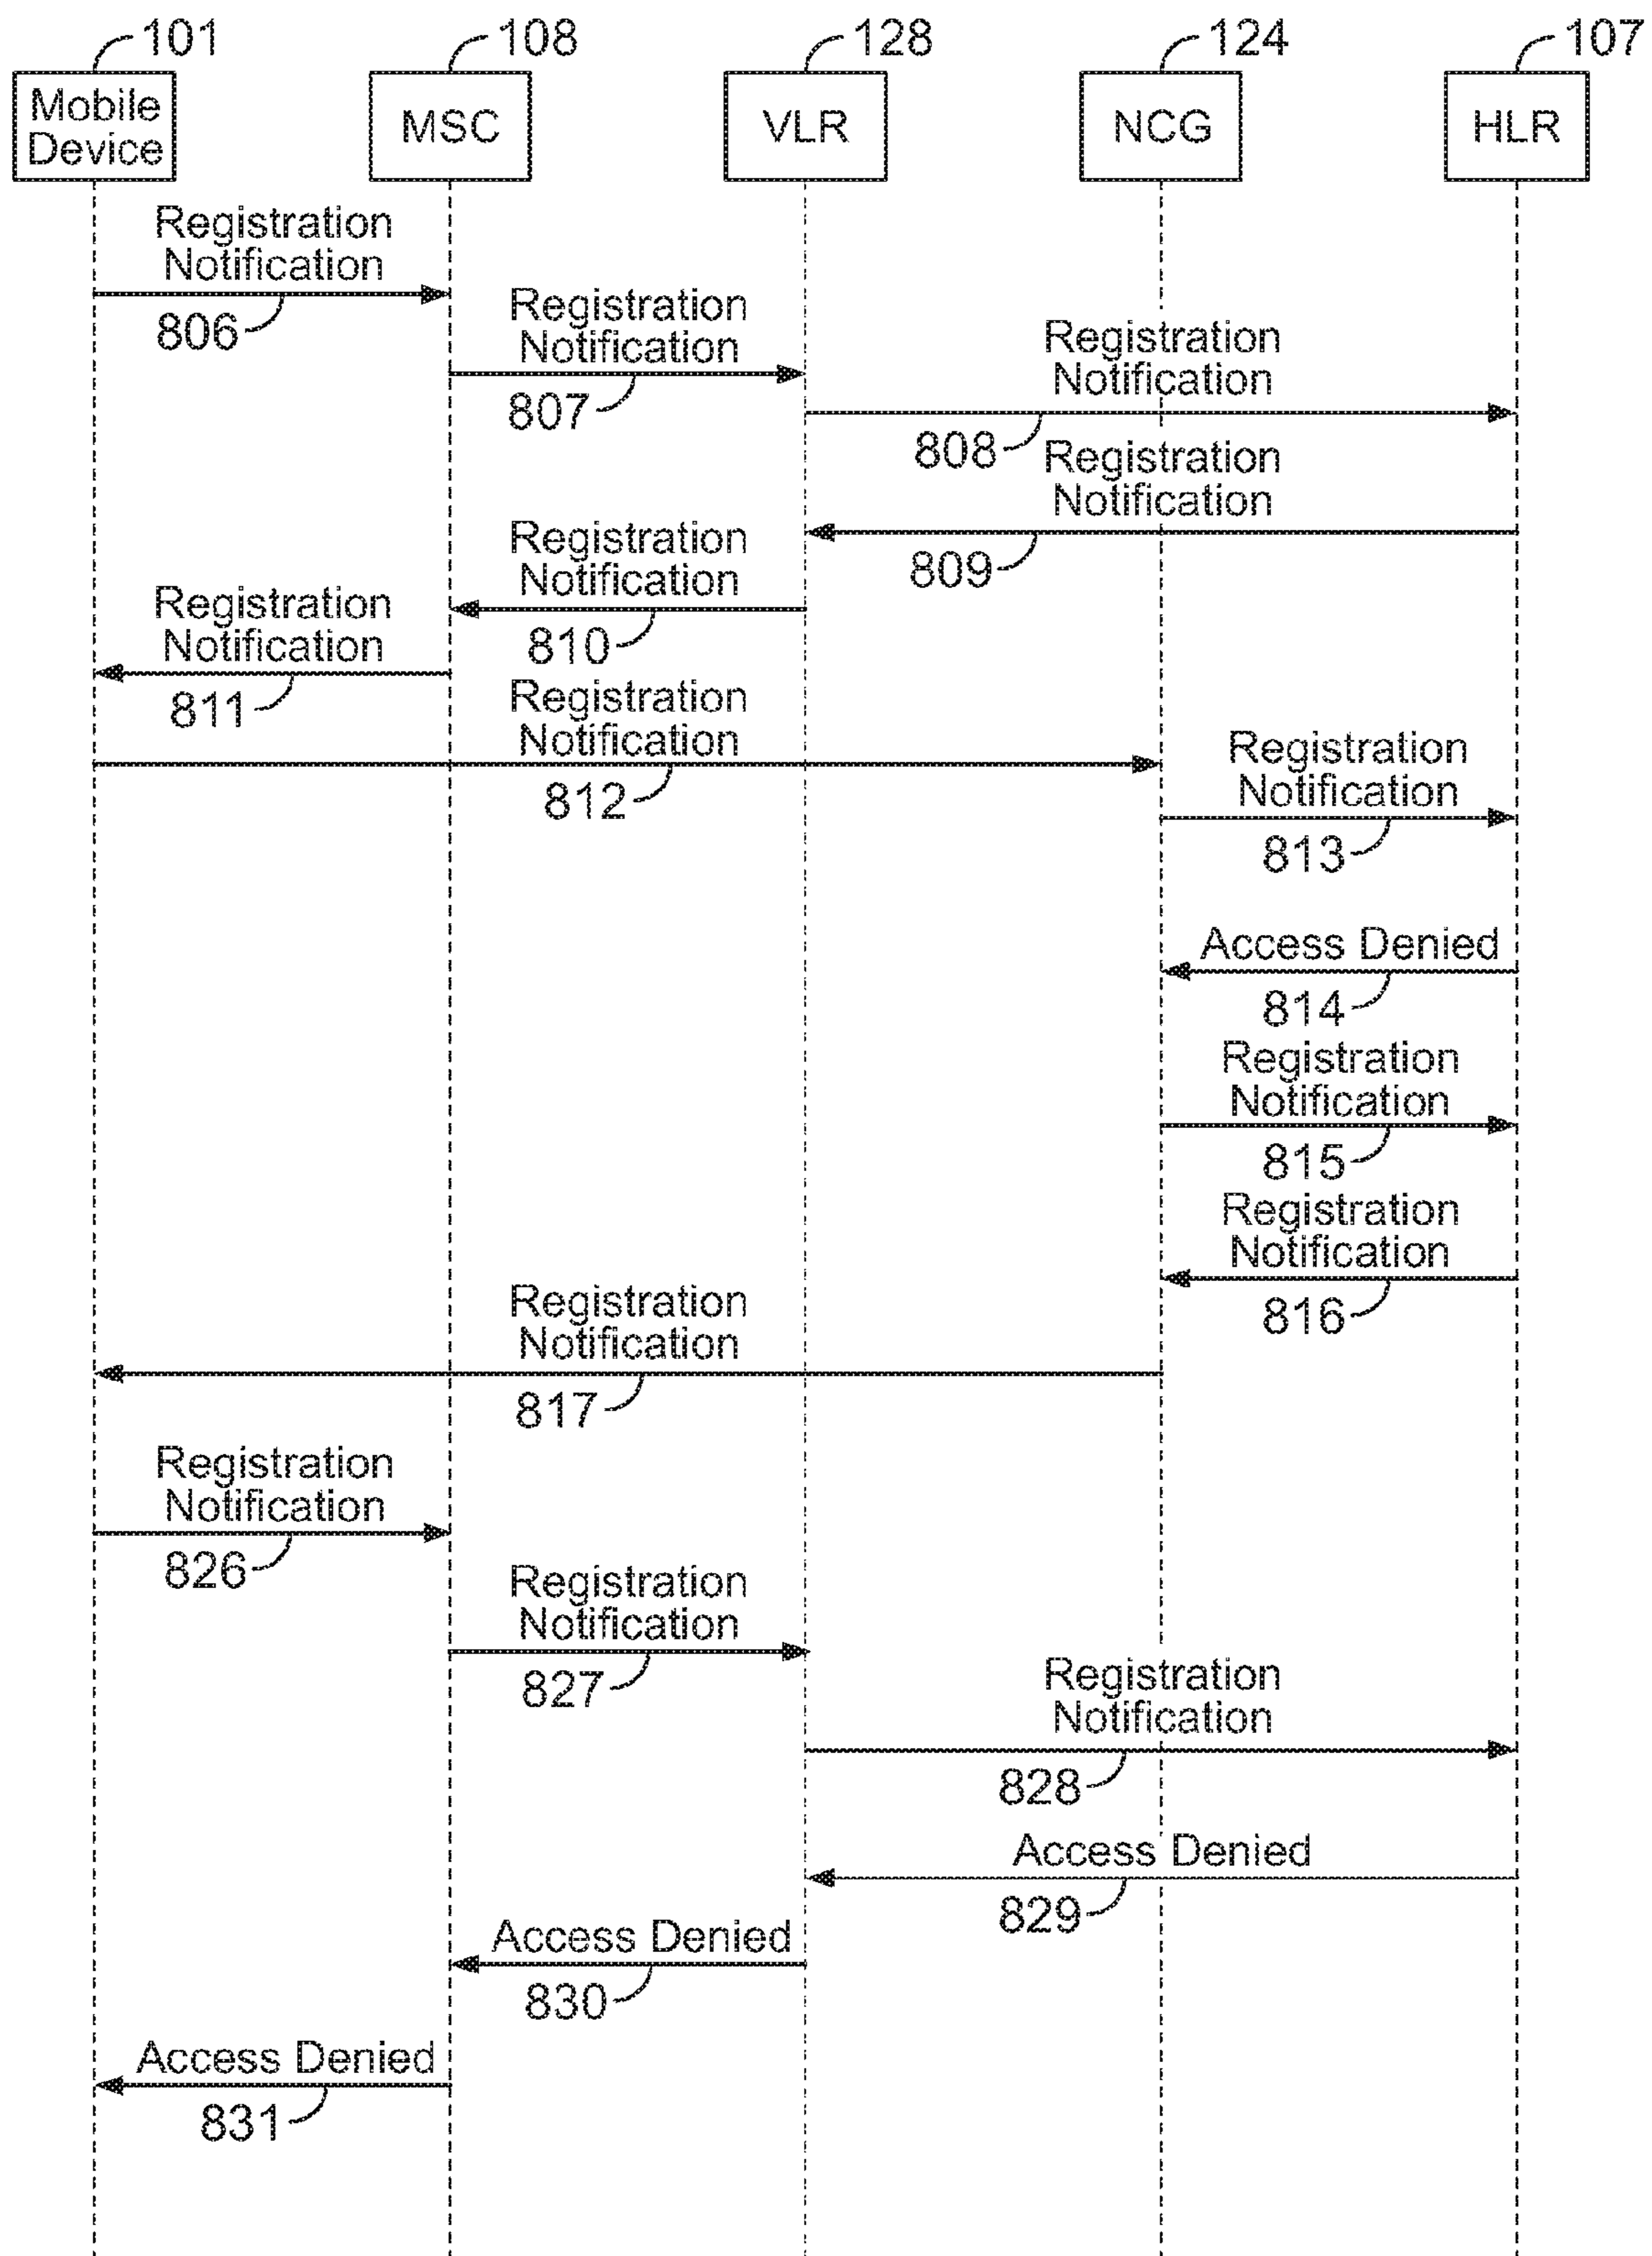 101
108
128
124
107
Mobile
Device
MSC
VLR
NCG
HLR
Registration
Notification
806
Registration
Notification
807
Registration
Notification
808
Registration
Notification
809
Registration
Notification
810
Registration
Notification
811
Registration
Notification
812
Registration
Notification
813
Access Denied
814
Registration
Notification
815
Registration
Notification
816
Registration
Notification
817
Registration
Notification
826
Registration
Notification
827
Registration
Notification
828
Access Denied
829
Access Denied
830
Access Denied
831